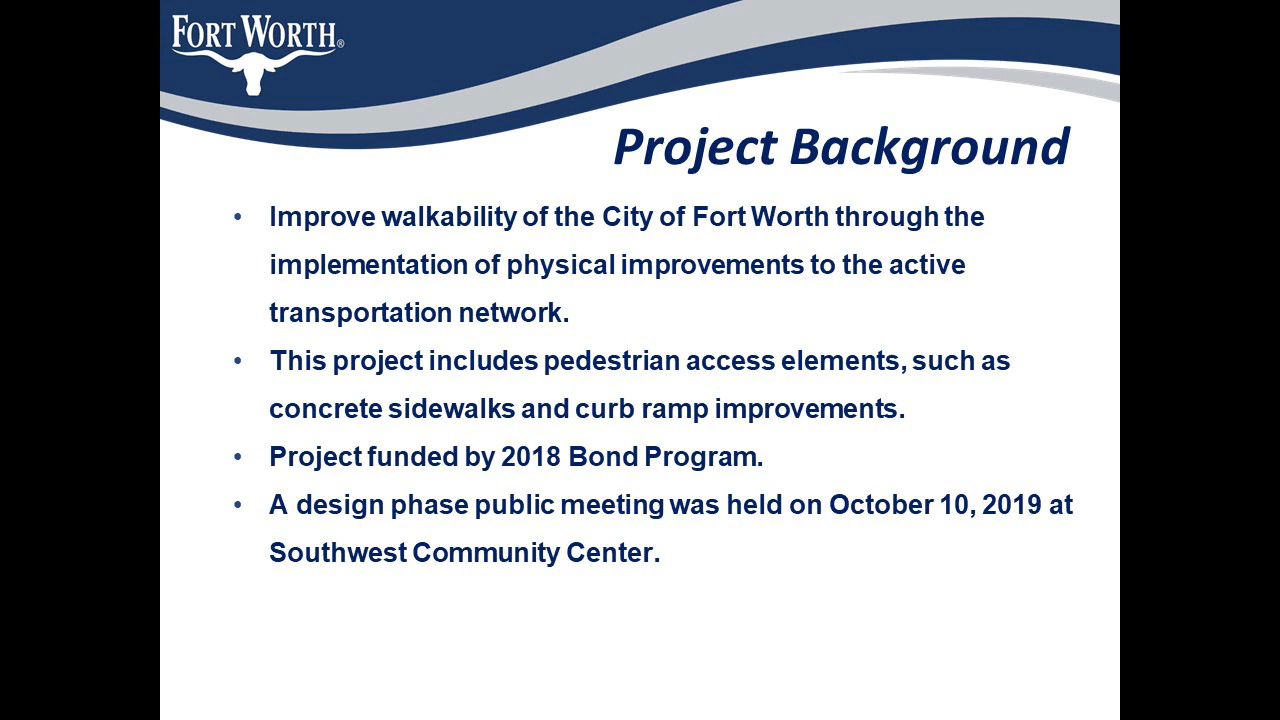 FORT WORTH®
Project Background
• Improve walkability of the City of Fort Worth through the
implementation of physical improvements to the active
transportation network.
• This project includes pedestrian access elements, such as
concrete sidewalks and curb ramp improvements.
• Project funded by 2018 Bond Program.
• A design phase public meeting was held on October 10, 2019 at
Southwest Community Center.